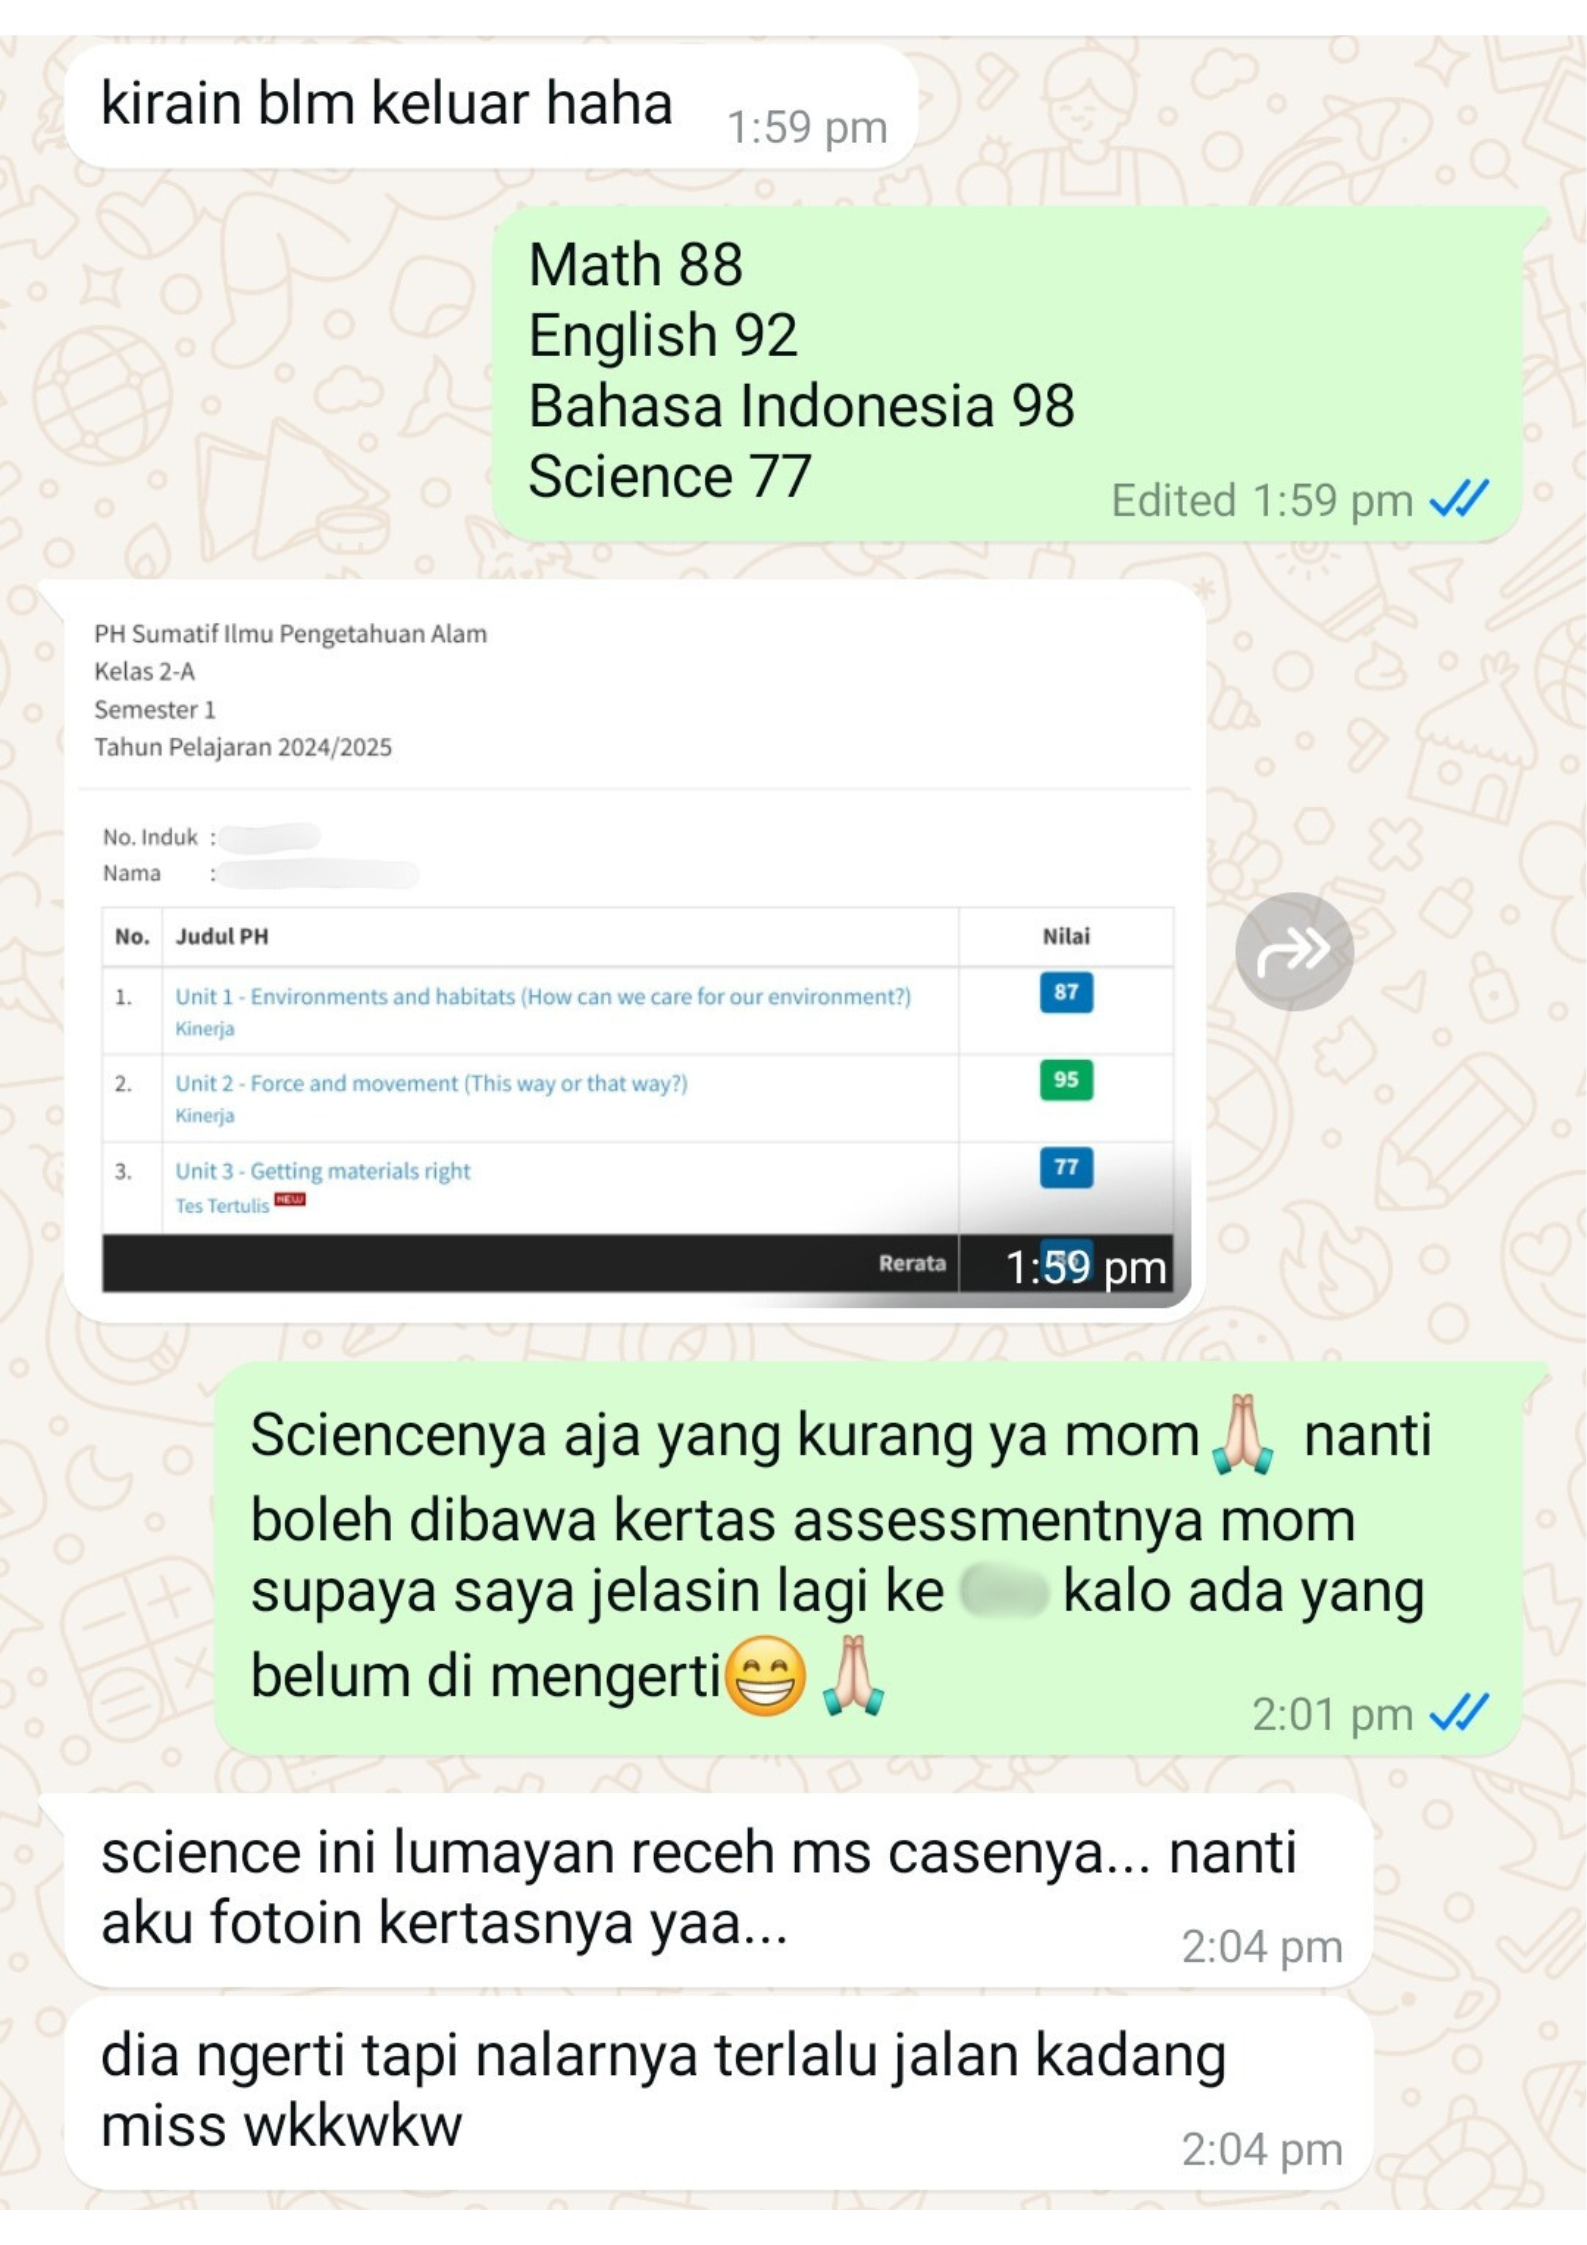 kirain blm keluar haha
1:59 pm
Math 88
English 92
Bahasa Indonesia 98
Science 77
Edited 1:59 pm
PH Sumatif Ilmu Pengetahuan Alam
Kelas 2-A
Semester 1
Tahun Pelajaran 2024/2025
No. Induk :
Nama :
No. Judul PH Nilai
1. Unit 1 - Environments and habitats (How can we care for our environment?) 87
Kinerja
2. Unit 2 - Force and movement (This way or that way?) 95
Kinerja
3. Unit 3 - Getting materials right 77
Tes Tertulis NEW
Rerata
1:59 pm
Sciencenya aja yang kurang ya mom🙏🏻 nanti
boleh dibawa kertas assessmentnya mom
supaya saya jelasin lagi ke kalo ada yang
belum di mengerti😁🙏🏻
2:01 pm
science ini lumayan receh ms casenya... nanti
aku fotoin kertasnya yaa...
2:04 pm
dia ngerti tapi nalarnya terlalu jalan kadang
miss wkkwkw
2:04 pm